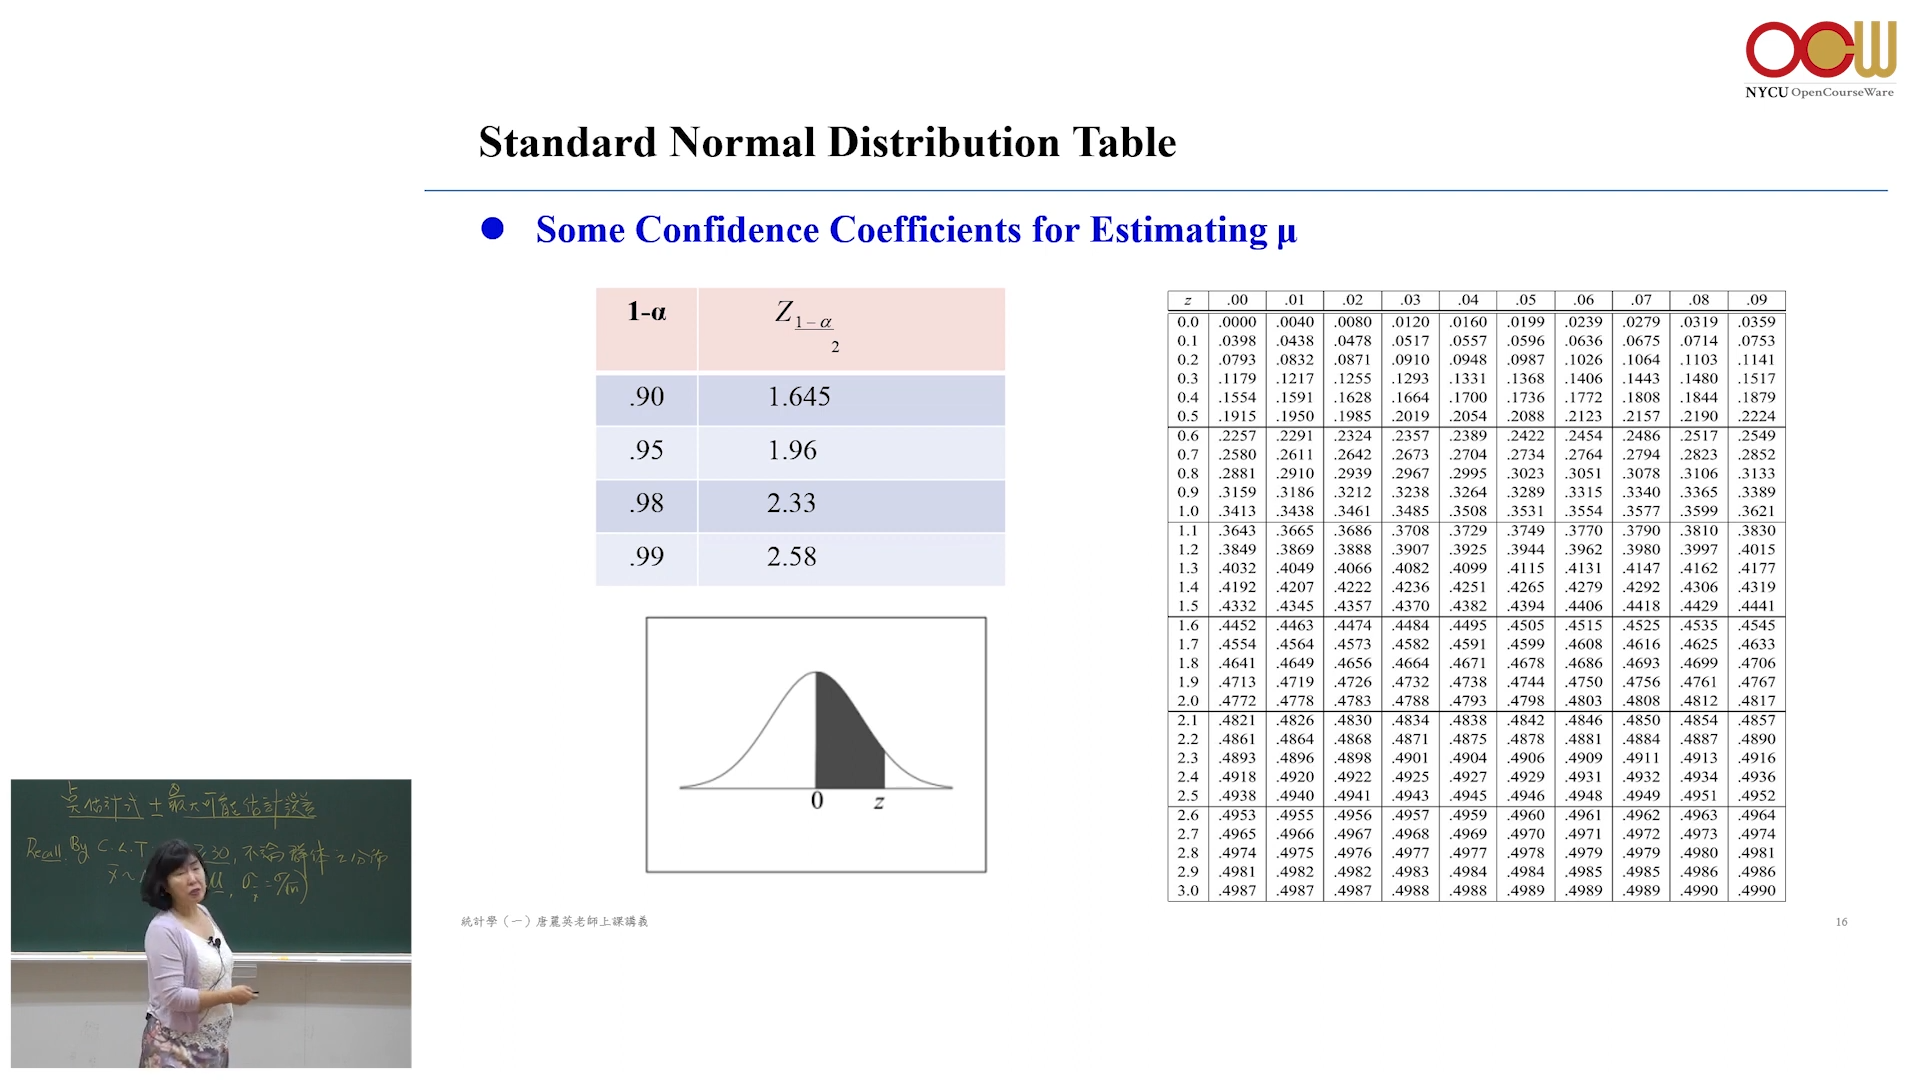 OCW
NYCU OpenCourseWare
Standard Normal Distribution Table
● Some Confidence Coefficients for Estimating μ
1-α Z 1-α 2
.90 1.645
.95 1.96
.98 2.33
.99 2.58
0 z
z .00 .01 .02 .03 .04 .05 .06 .07 .08 .09
0.0 .0000 .0040 .0080 .0120 .0160 .0199 .0239 .0279 .0319 .0359
0.1 .0398 .0438 .0478 .0517 .0557 .0596 .0636 .0675 .0714 .0753
0.2 .0793 .0832 .0871 .0910 .0948 .0987 .1026 .1064 .1103 .1141
0.3 .1179 .1217 .1255 .1293 .1331 .1368 .1406 .1443 .1480 .1517
0.4 .1554 .1591 .1628 .1664 .1700 .1736 .1772 .1808 .1844 .1879
0.5 .1915 .1950 .1985 .2019 .2054 .2088 .2123 .2157 .2190 .2224
0.6 .2257 .2291 .2324 .2357 .2389 .2422 .2454 .2486 .2517 .2549
0.7 .2580 .2611 .2642 .2673 .2704 .2734 .2764 .2794 .2823 .2852
0.8 .2881 .2910 .2939 .2967 .2995 .3023 .3051 .3078 .3106 .3133
0.9 .3159 .3186 .3212 .3238 .3264 .3289 .3315 .3340 .3365 .3389
1.0 .3413 .3438 .3461 .3485 .3508 .3531 .3554 .3577 .3599 .3621
1.1 .3643 .3665 .3686 .3708 .3729 .3749 .3770 .3790 .3810 .3830
1.2 .3849 .3869 .3888 .3907 .3925 .3944 .3962 .3980 .3997 .4015
1.3 .4032 .4049 .4066 .4082 .4099 .4115 .4131 .4147 .4162 .4177
1.4 .4192 .4207 .4222 .4236 .4251 .4265 .4279 .4292 .4306 .4319
1.5 .4332 .4345 .4357 .4370 .4382 .4394 .4406 .4418 .4429 .4441
1.6 .4452 .4463 .4474 .4484 .4495 .4505 .4515 .4525 .4535 .4545
1.7 .4554 .4564 .4573 .4582 .4591 .4599 .4608 .4616 .4625 .4633
1.8 .4641 .4649 .4656 .4664 .4671 .4678 .4686 .4693 .4699 .4706
1.9 .4713 .4719 .4726 .4732 .4738 .4744 .4750 .4756 .4761 .4767
2.0 .4772 .4778 .4783 .4788 .4793 .4798 .4803 .4808 .4812 .4817
2.1 .4821 .4826 .4830 .4834 .4838 .4842 .4846 .4850 .4854 .4857
2.2 .4861 .4864 .4868 .4871 .4875 .4878 .4881 .4884 .4887 .4890
2.3 .4893 .4896 .4898 .4901 .4904 .4906 .4909 .4911 .4913 .4916
2.4 .4918 .4920 .4922 .4925 .4927 .4929 .4931 .4932 .4934 .4936
2.5 .4938 .4940 .4941 .4943 .4945 .4946 .4948 .4949 .4951 .4952
2.6 .4953 .4955 .4956 .4957 .4959 .4960 .4961 .4962 .4963 .4964
2.7 .4965 .4966 .4967 .4968 .4969 .4970 .4971 .4972 .4973 .4974
2.8 .4974 .4975 .4976 .4977 .4977 .4978 .4979 .4979 .4980 .4981
2.9 .4981 .4982 .4982 .4983 .4984 .4984 .4985 .4985 .4986 .4986
3.0 .4987 .4987 .4987 .4988 .4988 .4989 .4989 .4989 .4990 .4990
點估計式 ± 最大可能估計誤差
Recall By C.L.T ≥30, 不論群體之分佈
x̄~ μ,
統計學（一）唐麗英老師上課講義
16